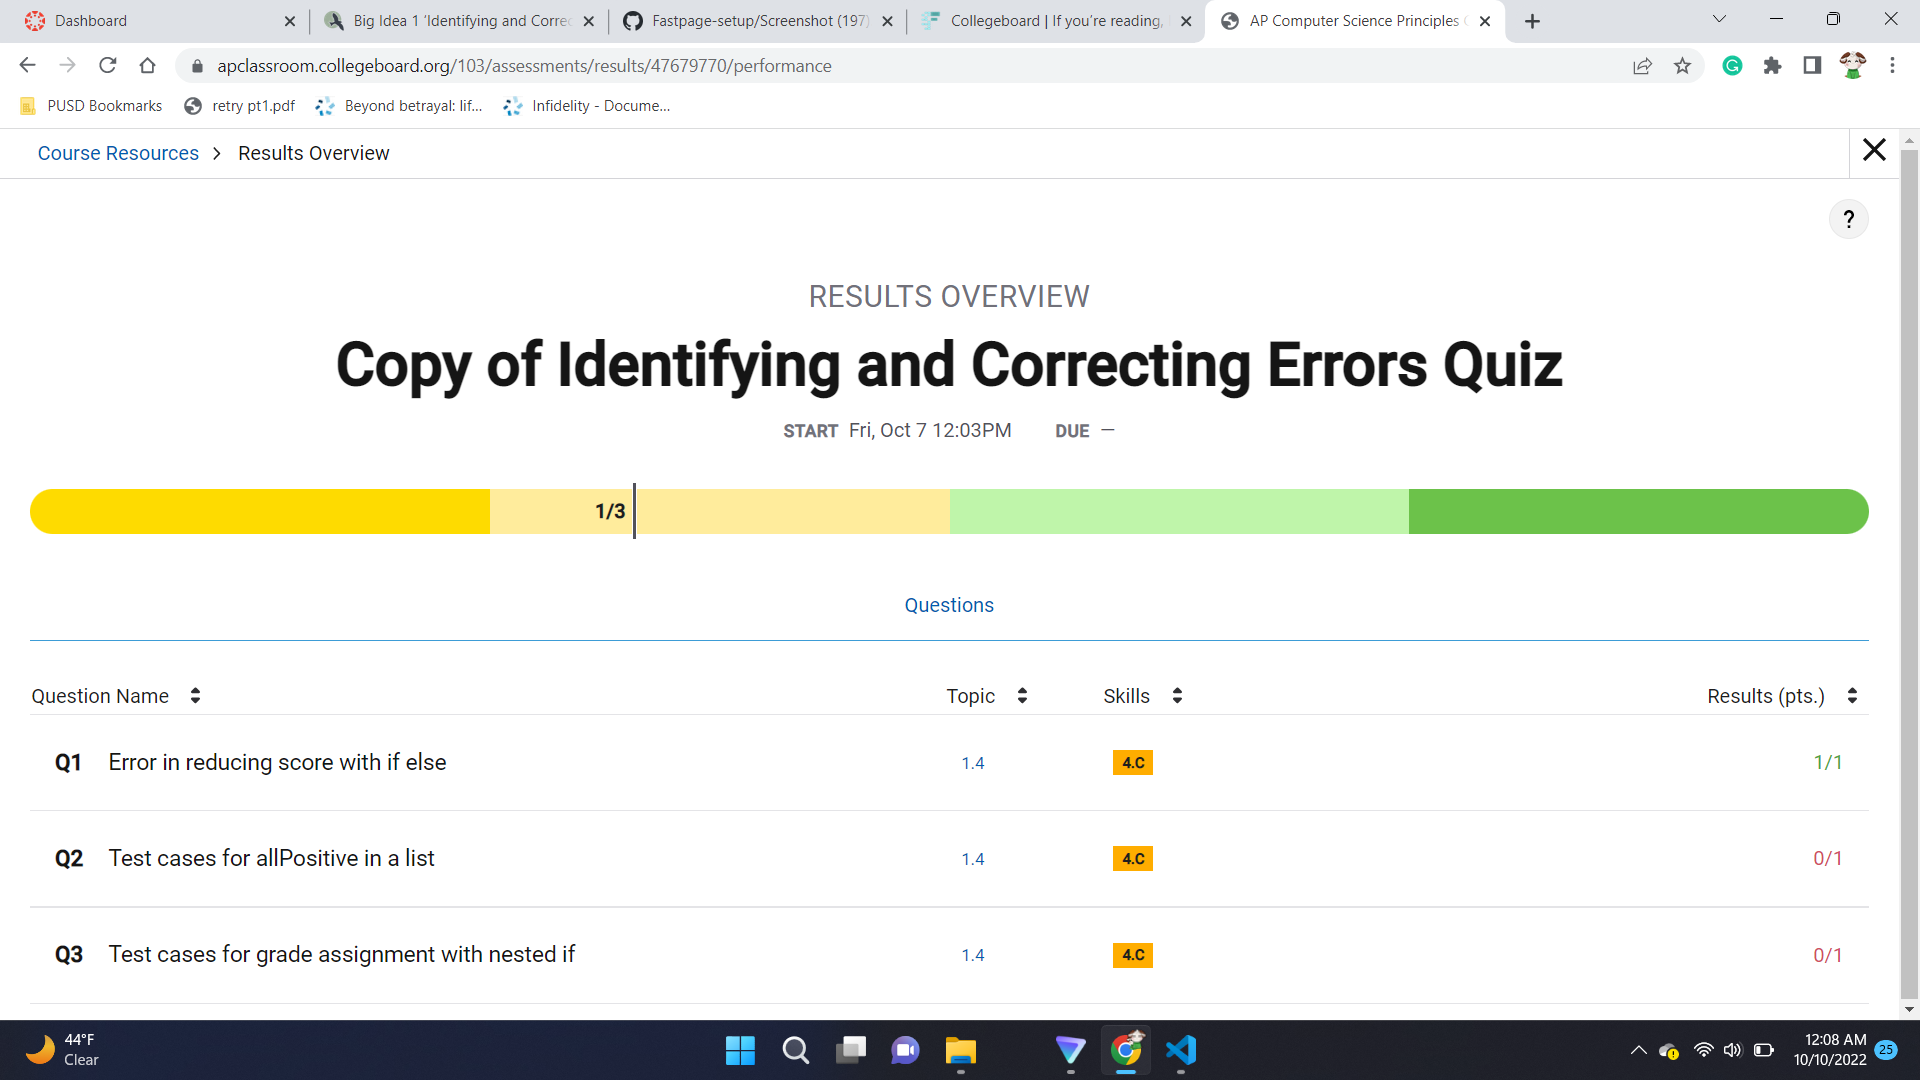 Dashboard
Big Idea 1 'Identifying and Correc
Fastpage-setup/Screenshot (197)
Collegeboard | If you're reading,
AP Computer Science Principles
apclassroom.collegeboard.org/103/assessments/results/47679770/performance
PUSD Bookmarks
retry pt1.pdf
Beyond betrayal: lif...
Infidelity - Docume...
Course Resources > Results Overview
?
RESULTS OVERVIEW
Copy of Identifying and Correcting Errors Quiz
START Fri, Oct 7 12:03PM DUE —
1/3
Questions
Question Name Topic Skills Results (pts.)
Q1 Error in reducing score with if else 1.4 4.C 1/1
Q2 Test cases for allPositive in a list 1.4 4.C 0/1
Q3 Test cases for grade assignment with nested if 1.4 4.C 0/1
44°F
Clear
12:08 AM
10/10/2022
25